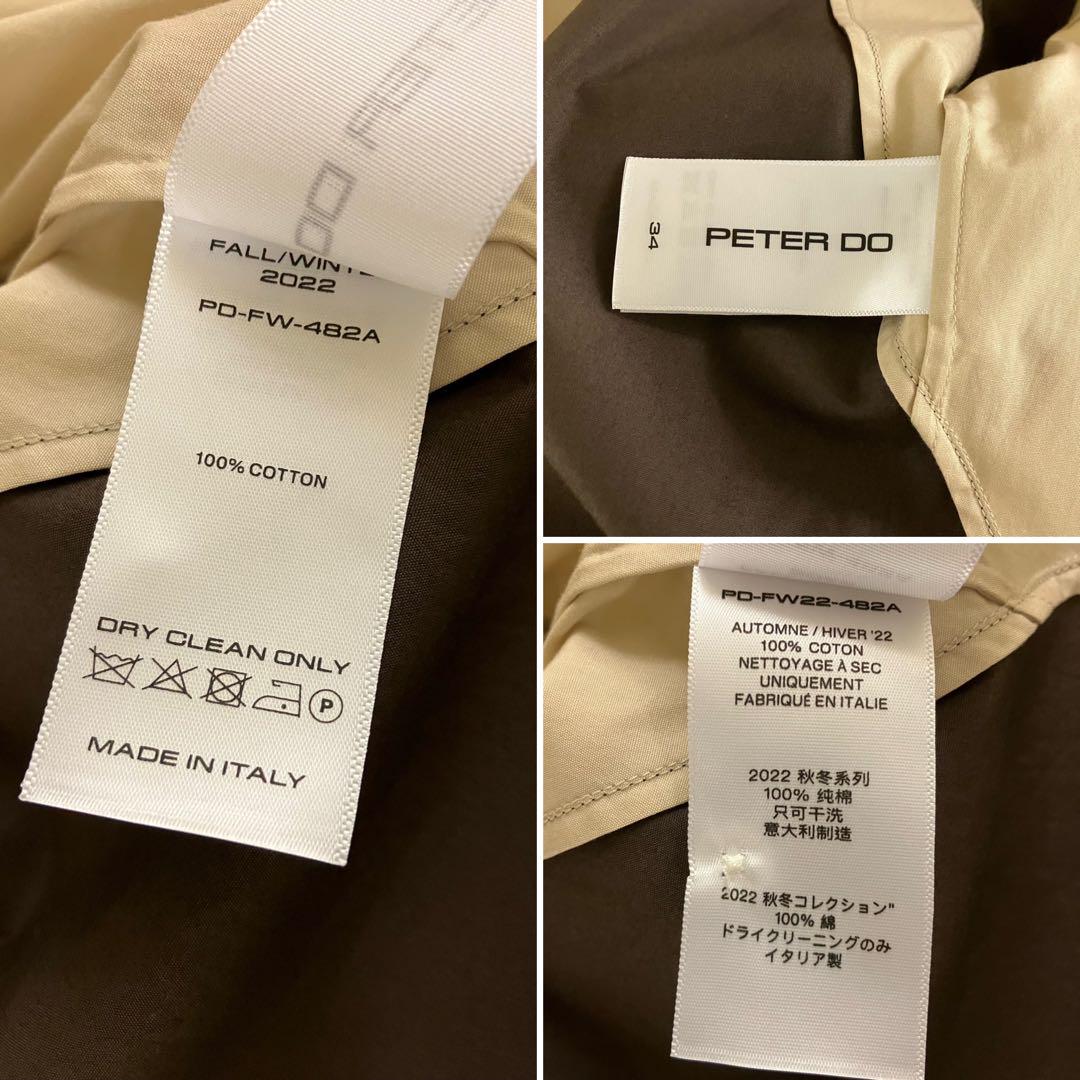 PETER DO
FALL/WINTE
2022
PD-FW-482A
100% COTTON
DRY CLEAN ONLY
P
MADE IN ITALY
34
PETER DO
PD-FW22-482A
AUTOMNE / HIVER '22
100% COTON
NETTOYAGE À SEC
UNIQUEMENT
FABRIQUÉ EN ITALIE
2022 秋冬系列
100% 纯棉
只可干洗
意大利制造
2022 秋冬コレクション"
100% 綿
ドライクリーニングのみ
イタリア製